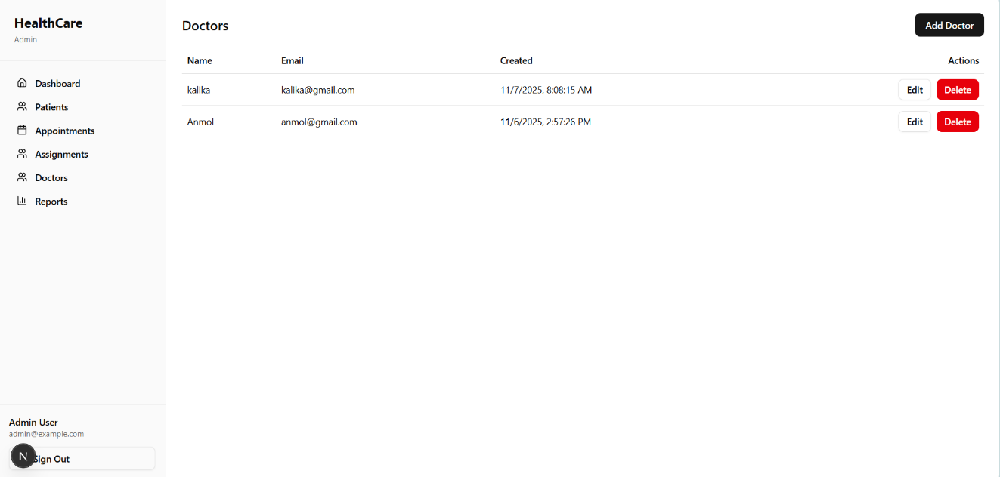 HealthCare
Admin
Dashboard
Patients
Appointments
Assignments
Doctors
Reports
Admin User
admin@example.com
N
Sign Out
Doctors
Add Doctor
Name Email Created Actions
kalika kalika@gmail.com 11/7/2025, 8:08:15 AM Edit Delete
Anmol anmol@gmail.com 11/6/2025, 2:57:26 PM Edit Delete